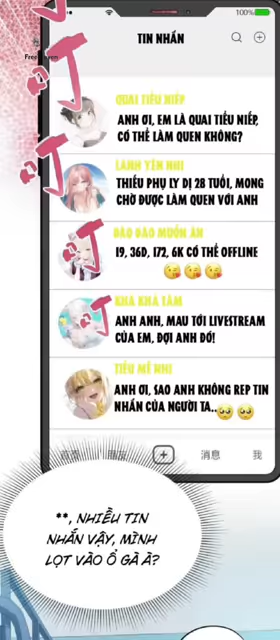 100%
TIN NHẮN
QUAI TIỂU NIẾP
ANH ƠI, EM LÀ QUAI TIỂU NIẾP,
CÓ THỂ LÀM QUEN KHÔNG?
LÃNH YÊN NHI
THIẾU PHỤ LY DỊ 28 TUỔI, MONG
CHỜ ĐƯỢC LÀM QUEN VỚI ANH
ĐÀO ĐÀO MUỐN ĂN
19, 36D, 172, 6K CÓ THỂ OFFLINE
😘😘😘
KHA KHẢ TÂM
ANH ANH, MAU TỚI LIVESTREAM
CỦA EM, ĐỢI ANH ĐÓ!
TIỂU MỄ NHI
ANH ƠI, SAO ANH KHÔNG REP TIN
NHẮN CỦA NGƯỜI TA..🥺🥺
消息 我
**, NHIỀU TIN
NHẮN VẬY, MÌNH
LỌT VÀO Ổ GÀ À?